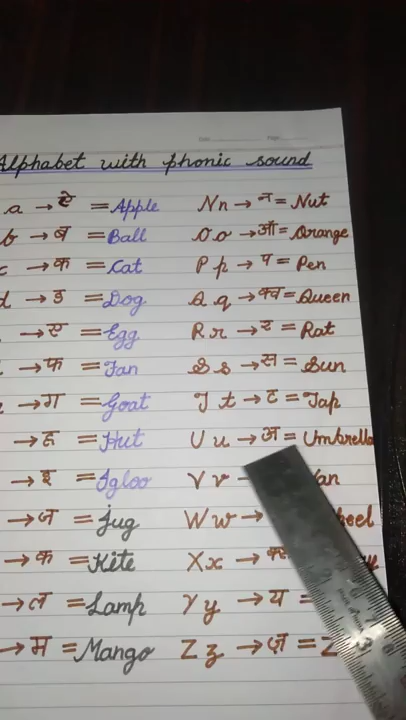 Alphabet with phonic sound
a → ऐ = Apple Nn → न = Nut
b → ब = Ball Oo → ऑ = Orange
c → क = Cat Pp → प = Pen
d → ड = Dog Qq → क्व = Queen
→ ए = Egg Rr → र = Rat
→ फ = Fan Ss → स = Sun
→ ग = Goat Tt → ट = Tap
→ ह = Hut Uu → अ = Umbrella
→ इ = Igloo Vv → an
→ ज = Jug Ww → heel
→ क = Kite Xx →
→ ल = Lamp Yy → य =
→ म = Mango Zz → ज़ = Z